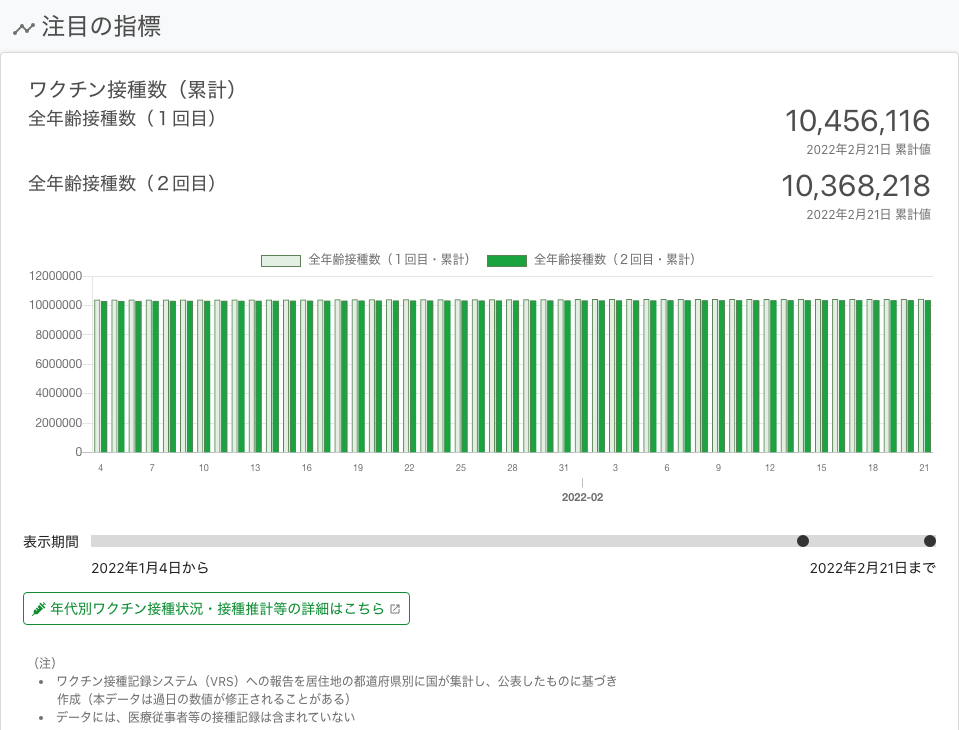 注目の指標
ワクチン接種数（累計）
全年齢接種数（１回目）
10,456,116
2022年2月21日 累計値
全年齢接種数（２回目）
10,368,218
2022年2月21日 累計値
全年齢接種数（１回目・累計） 全年齢接種数（２回目・累計）
12000000
10000000
8000000
6000000
4000000
2000000
0
4 7 10 13 16 19 22 25 28 31 3 6 9 12 15 18 21
2022-02
表示期間
2022年1月4日から 2022年2月21日まで
年代別ワクチン接種状況・接種推計等の詳細はこちら
（注）
• ワクチン接種記録システム（VRS）への報告を居住地の都道府県別に国が集計し、公表したものに基づき
作成（本データは過日の数値が修正されることがある）
• データには、医療従事者等の接種記録は含まれていない